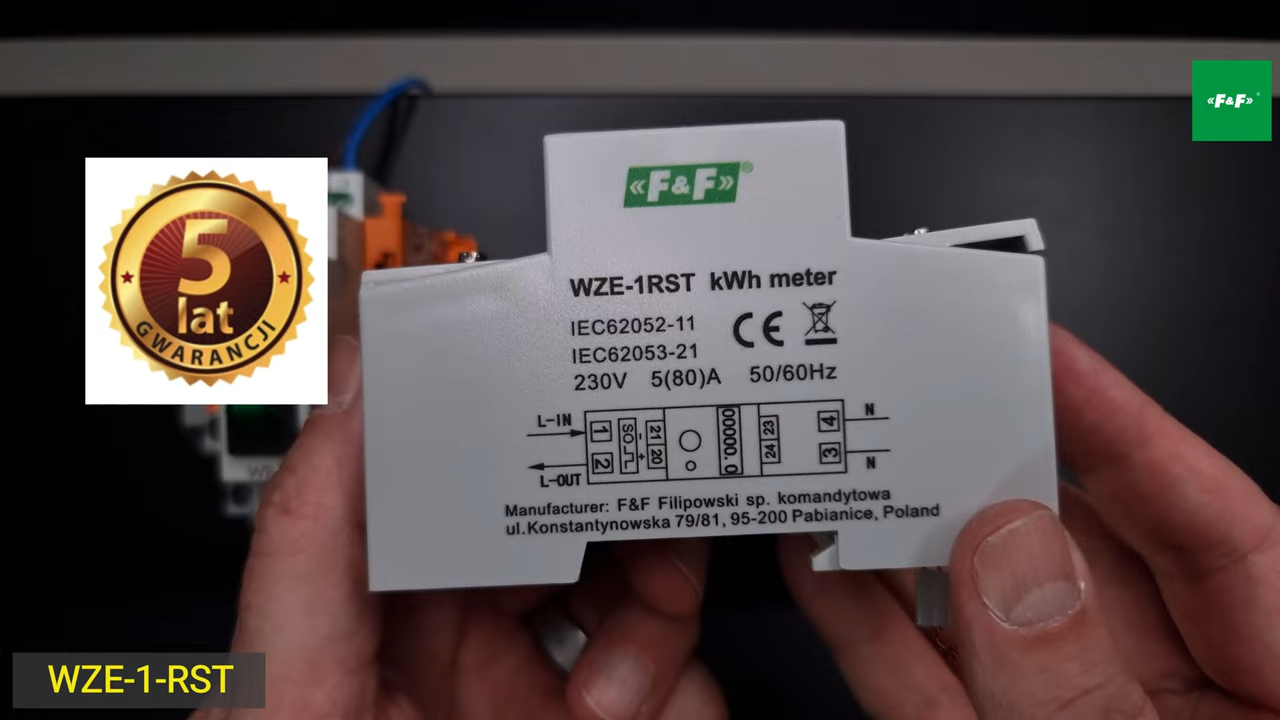 «F&F»®
5
lat
GWARANCJI
«F&F»®
WZE-1RST kWh meter
IEC62052-11
IEC62053-21
CE
230V 5(80)A 50/60Hz
L-IN
L-OUT
1
2
SO
- +
21
20
00000.0
23
24
4
3
N
N
Manufacturer: F&F Filipowski sp. komandytowa
ul.Konstantynowska 79/81, 95-200 Pabianice, Poland
WZE-1-RST